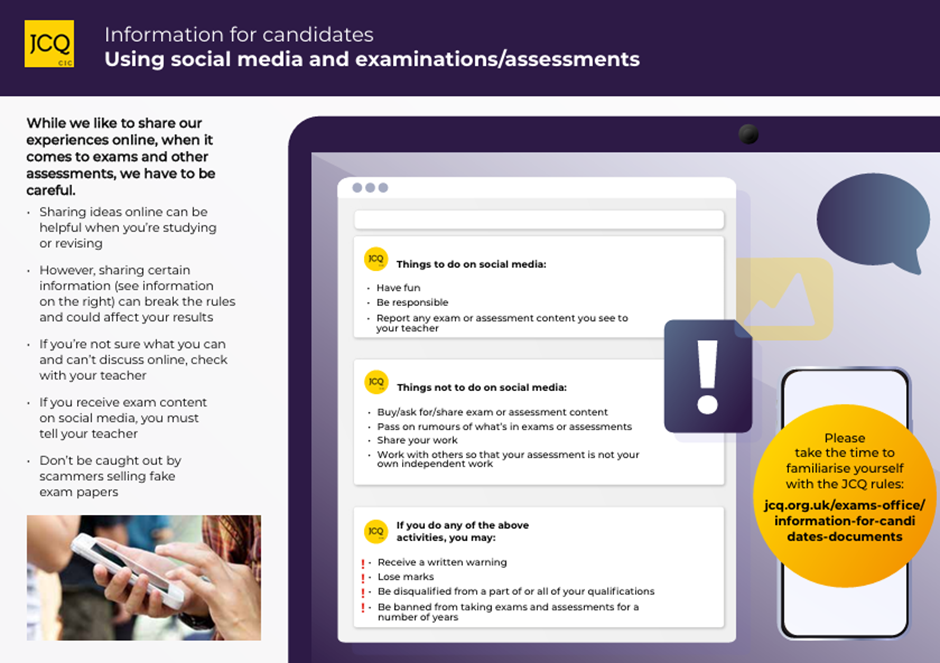 JCQ
CIC
Information for candidates
Using social media and examinations/assessments
While we like to share our
experiences online, when it
comes to exams and other
assessments, we have to be
careful.
• Sharing ideas online can be
helpful when you're studying
or revising
• However, sharing certain
information (see information
on the right) can break the rules
and could affect your results
• If you're not sure what you can
and can't discuss online, check
with your teacher
• If you receive exam content
on social media, you must
tell your teacher
• Don't be caught out by
scammers selling fake
exam papers
JCQ
Things to do on social media:
• Have fun
• Be responsible
• Report any exam or assessment content you see to
your teacher
JCQ
Things not to do on social media:
• Buy/ask for/share exam or assessment content
• Pass on rumours of what's in exams or assessments
• Share your work
• Work with others so that your assessment is not your
own independent work
JCQ
If you do any of the above
activities, you may:
! • Receive a written warning
! • Lose marks
! • Be disqualified from a part of or all of your qualifications
! • Be banned from taking exams and assessments for a
number of years
!
Please
take the time to
familiarise yourself
with the JCQ rules:
jcq.org.uk/exams-office/
information-for-candi
dates-documents